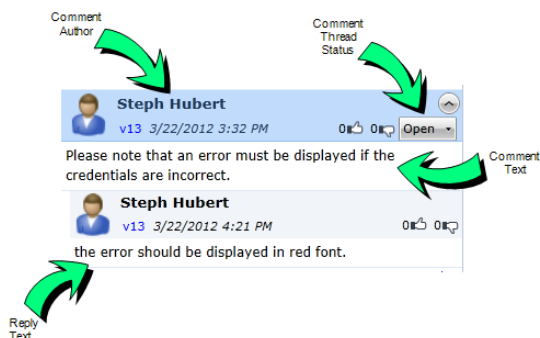 Comment
Author
Comment
Thread
Status
Steph Hubert
v13 3/22/2012 3:32 PM
0 0 Open
Please note that an error must be displayed if the
credentials are incorrect.
Comment
Text
Steph Hubert
v13 3/22/2012 4:21 PM
0 0
the error should be displayed in red font.
Reply
Text